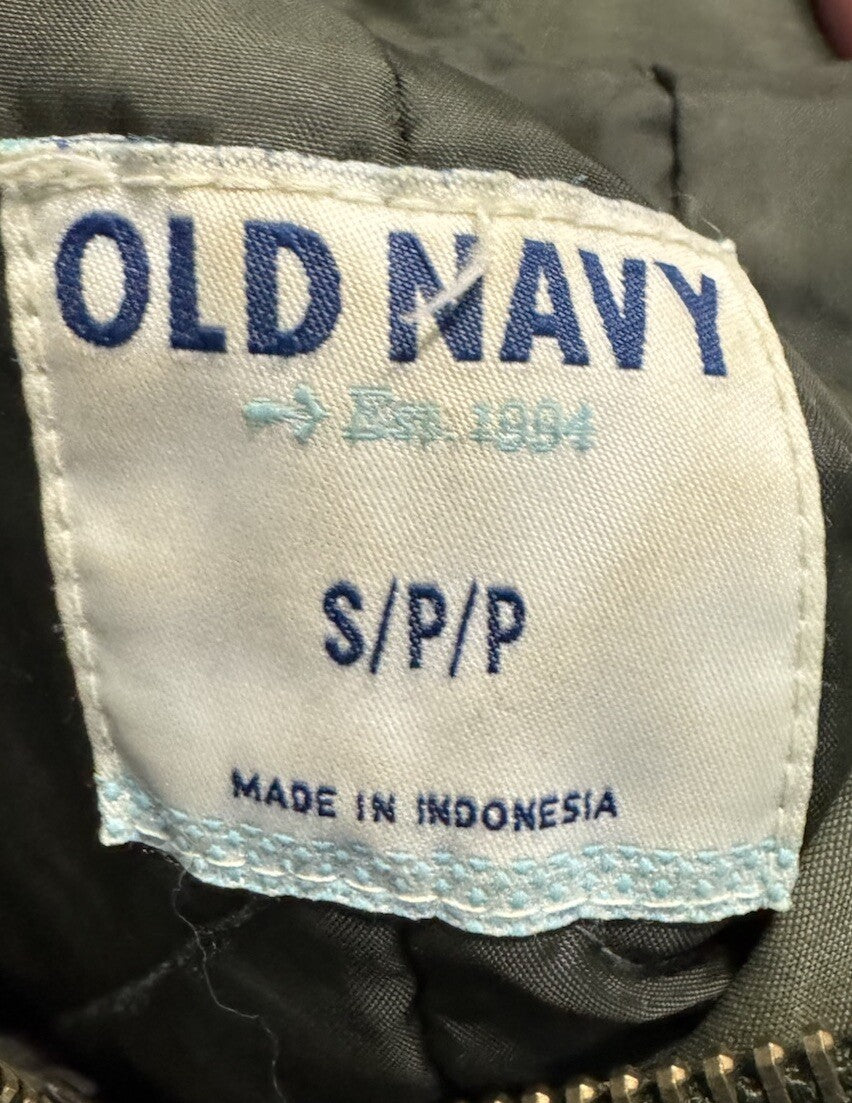 OLD NAVY
Est. 1994
S/P/P
MADE IN INDONESIA